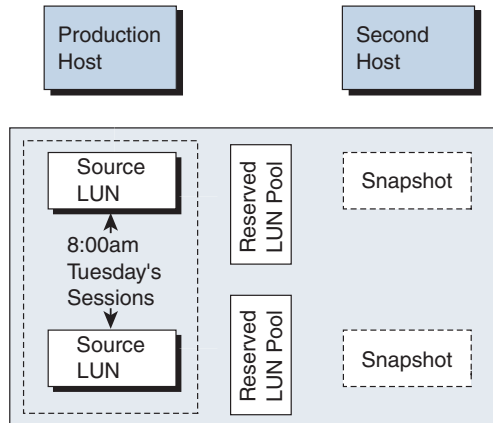 Production
Host
Second
Host
Source
LUN
Reserved
LUN Pool
Snapshot
8:00am
Tuesday's
Sessions
Source
LUN
Reserved
LUN Pool
Snapshot